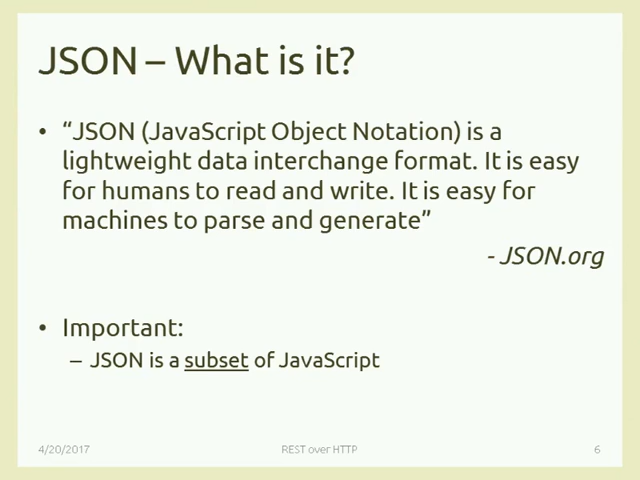 JSON – What is it?
• “JSON (JavaScript Object Notation) is a
lightweight data interchange format. It is easy
for humans to read and write. It is easy for
machines to parse and generate”
- JSON.org
• Important:
– JSON is a subset of JavaScript
4/20/2017 REST over HTTP 6